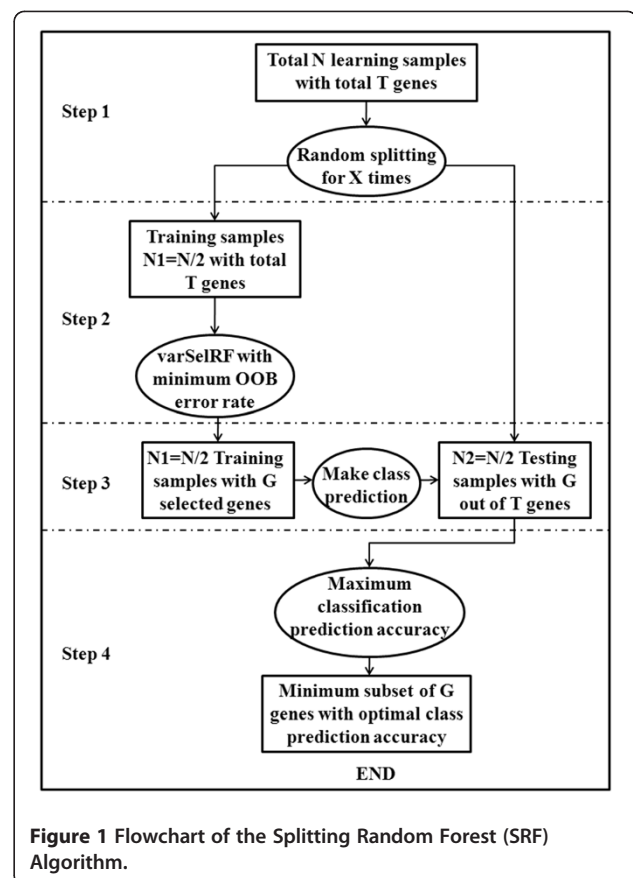 Total N learning samples
with total T genes
Step 1
Random splitting
for X times
Training samples
N1=N/2 with total
T genes
Step 2
varSelRF with
minimum OOB
error rate
N1=N/2 Training
samples with G
selected genes
Step 3
Make class
prediction
N2=N/2 Testing
samples with G
out of T genes
Maximum
classification
prediction accuracy
Step 4
Minimum subset of G
genes with optimal class
prediction accuracy
END
Figure 1 Flowchart of the Splitting Random Forest (SRF)
Algorithm.